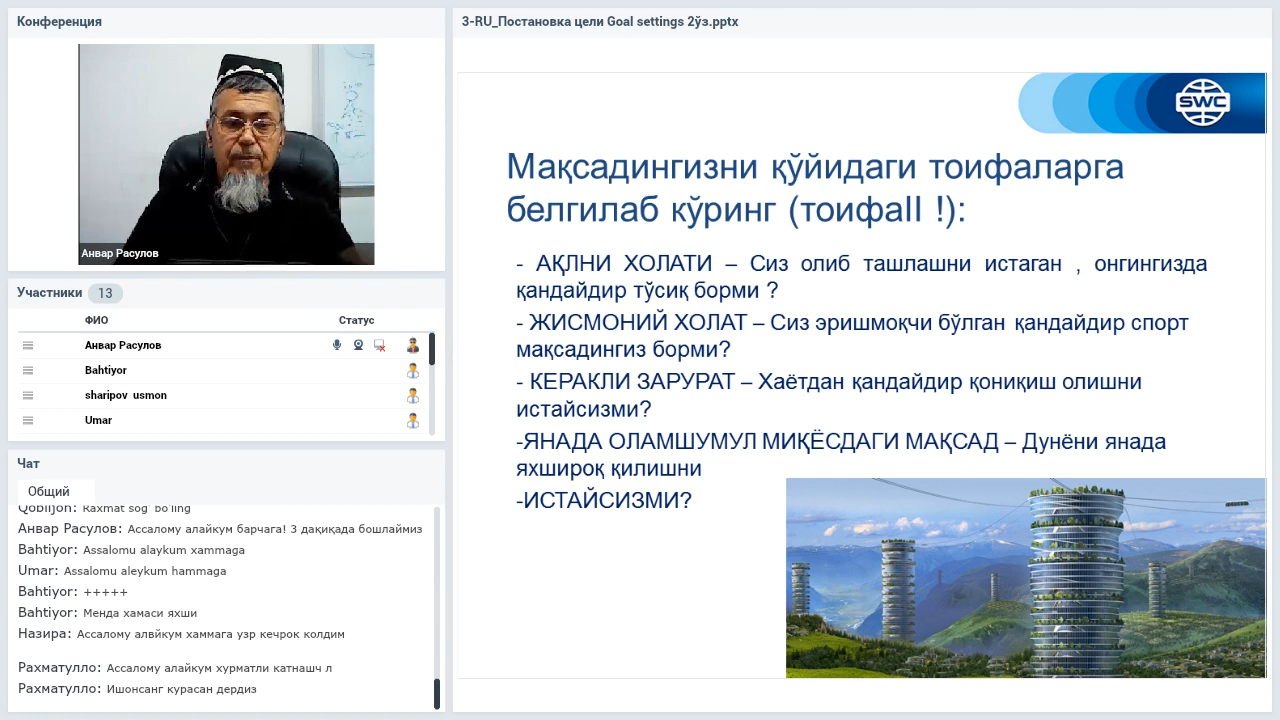 Конференция
Анвар Расулов
Участники 13
ФИО Статус
Анвар Расулов
Bahtiyor
sharipov usmon
Umar
Чат
Общий
Qobiljon: Raxmat sog' bo'ling
Анвар Расулов: Ассалому алайкум барчага! 3 дақиқада бошлаймиз
Bahtiyor: Assalomu alaykum xammaga
Umar: Assalomu aleykum hammaga
Bahtiyor: +++++
Bahtiyor: Менда хамаси яхши
Назира: Ассалому алвйкум хаммага узр кечрок колдим
Рахматулло: Ассалому алайкум хурматли катнашч л
Рахматулло: Ишонсанг курасан дердиз
3-RU_Постановка цели Goal settings 2ўз.pptx
SWC
Мақсадингизни қўйидаги тоифаларга
белгилаб кўринг (тоифаII !):
- АҚЛНИ ХОЛАТИ – Сиз олиб ташлашни истаган , онгингизда
қандайдир тўсиқ борми ?
- ЖИСМОНИЙ ХОЛАТ – Сиз эришмоқчи бўлган қандайдир спорт
мақсадингиз борми?
- КЕРАКЛИ ЗАРУРАТ – Хаётдан қандайдир қониқиш олишни
истайсизми?
-ЯНАДА ОЛАМШУМУЛ МИҚЁСДАГИ МАҚСАД – Дунёни янада
яхшироқ қилишни
-ИСТАЙСИЗМИ?